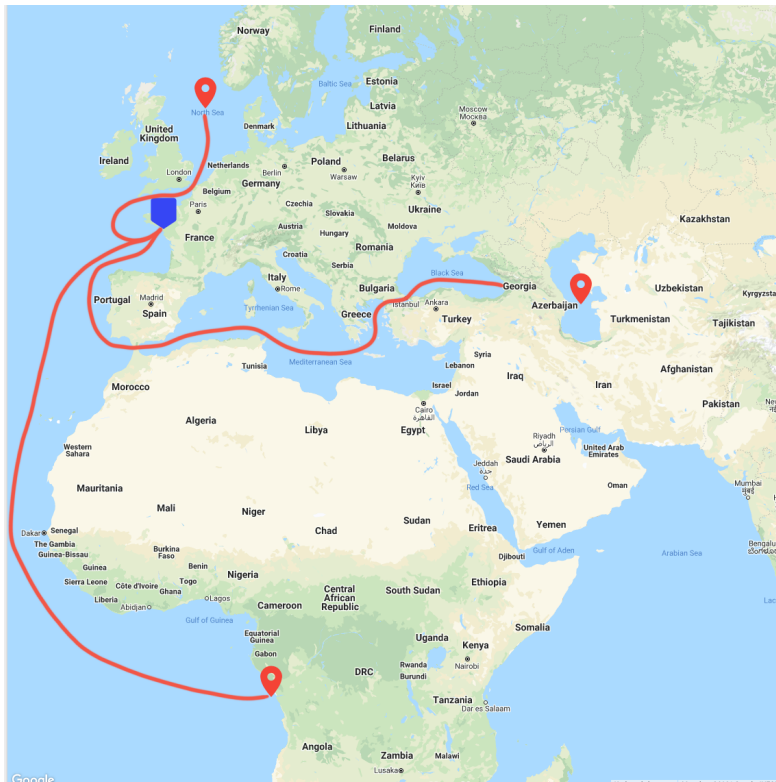 Norway
Finland
Baltic Sea
Estonia
North Sea
Latvia
Moscow
Москва
Denmark
Lithuania
United
Kingdom
Ireland
Netherlands
London
Berlin
Poland
Warsaw
Belarus
Belgium
Germany
Kyiv
Київ
Paris
Czechia
Slovakia
Ukraine
Kazakhstan
Austria
Hungary
Moldova
France
Croatia
Romania
Serbia
Italy
Rome
Bulgaria
Black Sea
Georgia
Uzbekistan
Kyrgyzsta
Portugal
Madrid
Spain
Tyrrhenian Sea
Greece
Istanbul
Ankara
Turkey
Azerbaijan
Turkmenistan
Tajikistan
Tunisia
Mediterranean Sea
Syria
Lebanon
Iraq
Afghanistan
Morocco
Israel
Jordan
Iran
Pakistan
Algeria
Libya
Cairo
القاهرة
Egypt
Persian Gulf
Western
Sahara
Riyadh
الرياض
United Arab
Emirates
Jeddah
جدة
Saudi Arabia
Red Sea
Oman
Mumbai
मुंबई
Mauritania
Mali
Niger
Chad
Sudan
Eritrea
Yemen
Dakar
Senegal
The Gambia
Guinea-Bissau
Burkina
Faso
Djibouti
Gulf of Aden
Arabian Sea
Guinea
Benin
Nigeria
Sierra Leone
Côte d'Ivoire
Togo
Ghana
Central
African
Republic
South Sudan
Ethiopia
Liberia
Abidjan
Lagos
Cameroon
Gulf of Guinea
Equatorial
Guinea
Gabon
Somalia
Uganda
Kenya
DRC
Rwanda
Burundi
Nairobi
Tanzania
Dar es Salaam
Angola
Zambia
Malawi
Lusaka
Google